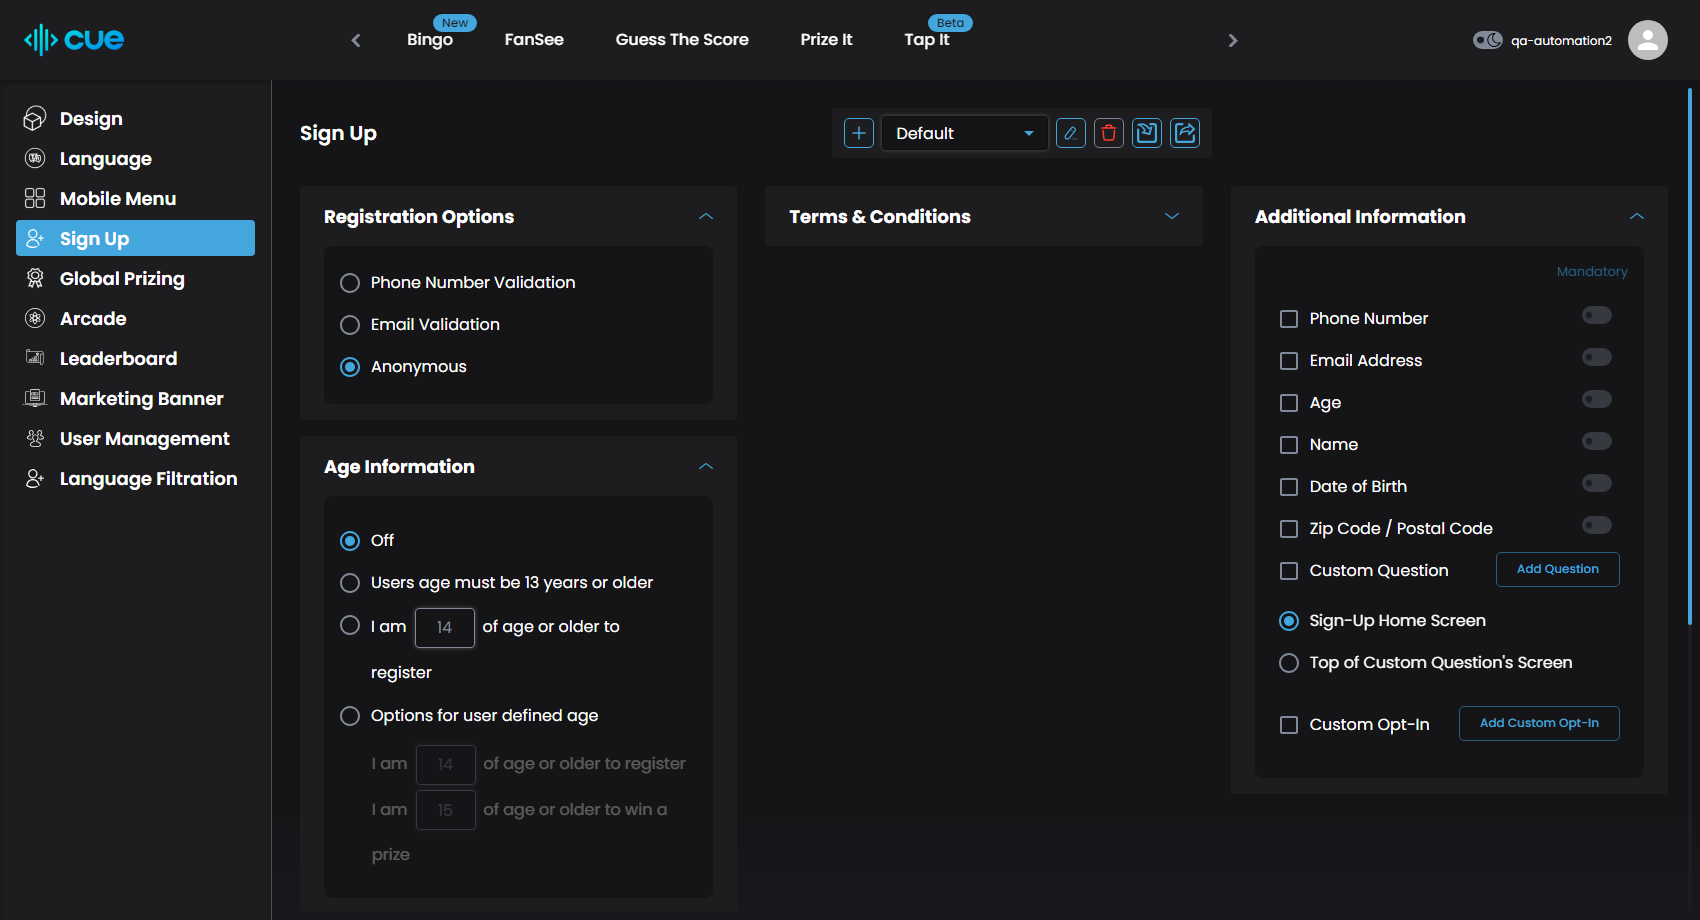 cue
New
Bingo
FanSee
Guess The Score
Prize It
Beta
Tap It
qa-automation2
Design
Language
Mobile Menu
Sign Up
Global Prizing
Arcade
Leaderboard
Marketing Banner
User Management
Language Filtration
Sign Up
Default
Registration Options
Phone Number Validation
Email Validation
Anonymous
Age Information
Off
Users age must be 13 years or older
I am 14 of age or older to
register
Options for user defined age
I am 14 of age or older to register
I am 15 of age or older to win a
prize
Terms & Conditions
Additional Information
Mandatory
Phone Number
Email Address
Age
Name
Date of Birth
Zip Code / Postal Code
Custom Question Add Question
Sign-Up Home Screen
Top of Custom Question's Screen
Custom Opt-In Add Custom Opt-In